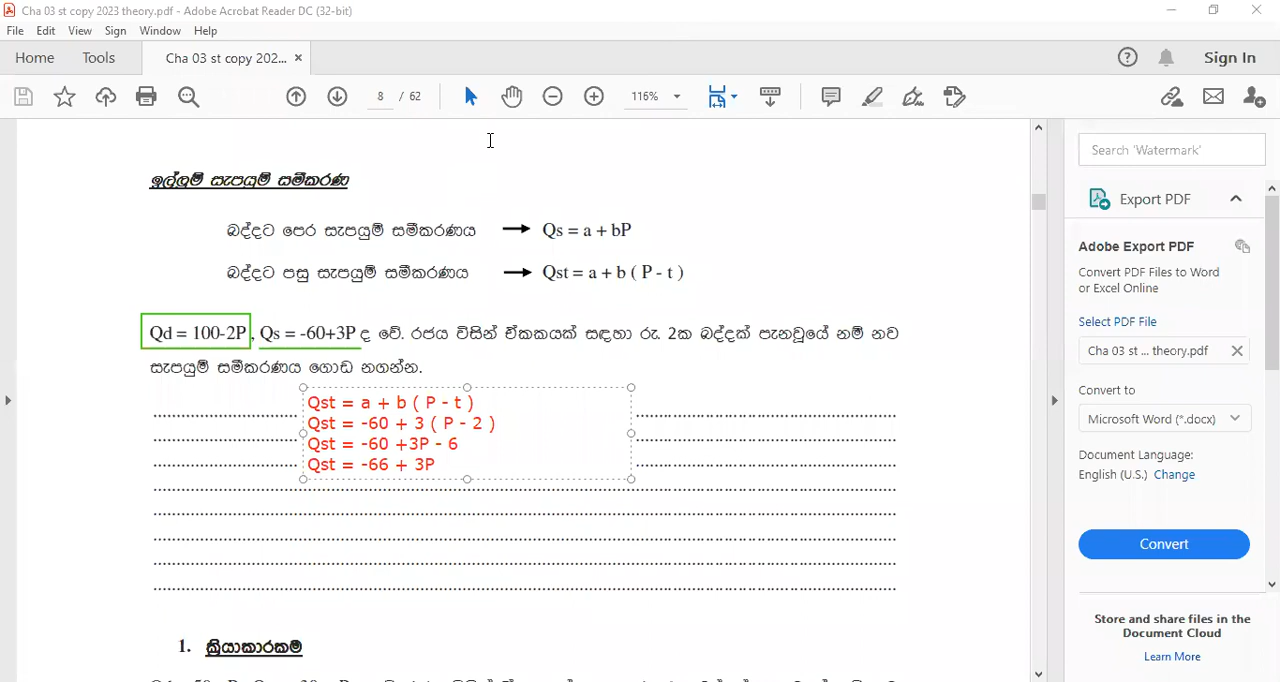 Cha 03 st copy 2023 theory.pdf - Adobe Acrobat Reader DC (32-bit)
File Edit View Sign Window Help
Home Tools Cha 03 st copy 202... × Sign In
8 / 62 116%
ඉල්ලුම් සැපයුම් සමීකරණ
බද්දට පෙර සැපයුම් සමීකරණය → Qs = a + bP
බද්දට පසු සැපයුම් සමීකරණය → Qst = a + b ( P - t )
Qd = 100-2P, Qs = -60+3P ද වේ. රජය විසින් ඒකකයක් සඳහා රු. 2ක බද්දක් පැනවූයේ නම් නව
සැපයුම් සමීකරණය ගොඩ නගන්න.
Qst = a + b ( P - t )
Qst = -60 + 3 ( P - 2 )
Qst = -60 +3P - 6
Qst = -66 + 3P
1. ක්‍රියාකාරකම
Search 'Watermark'
Export PDF
Adobe Export PDF
Convert PDF Files to Word
or Excel Online
Select PDF File
Cha 03 st ... theory.pdf
Convert to
Microsoft Word (*.docx)
Document Language:
English (U.S.) Change
Convert
Store and share files in the
Document Cloud
Learn More